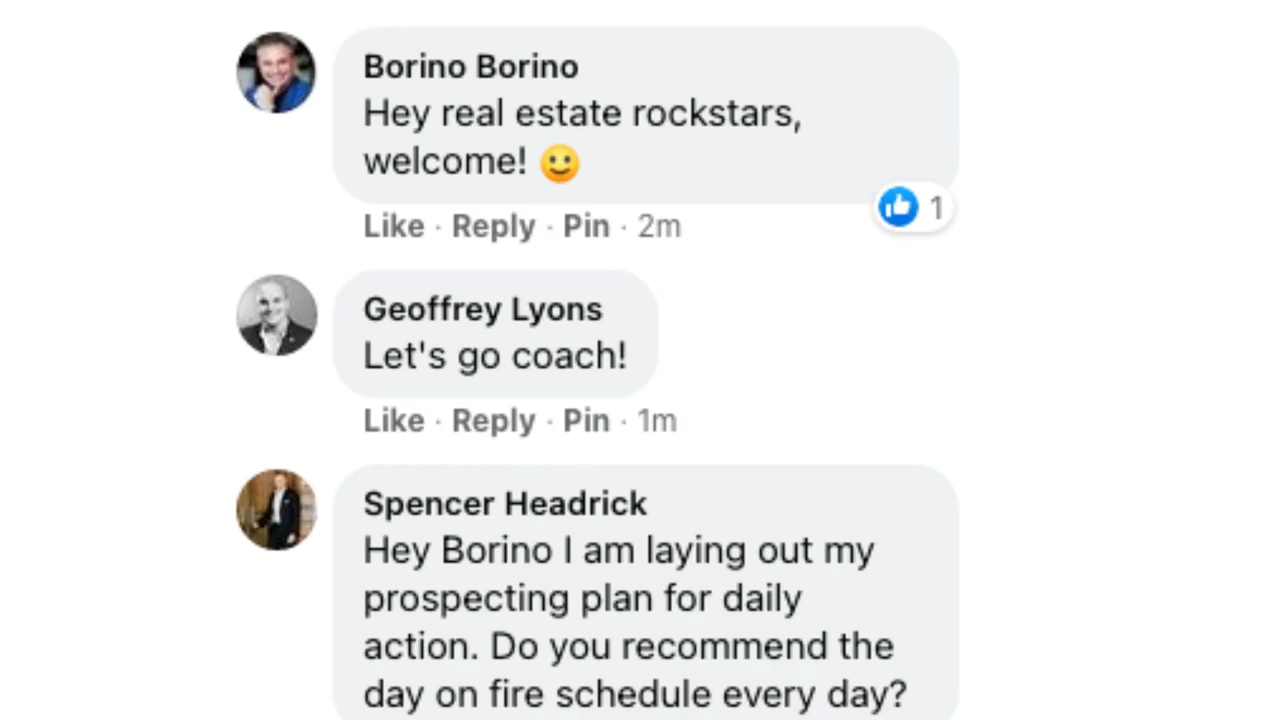 Borino Borino
Hey real estate rockstars,
welcome! 🙂
1
Like · Reply · Pin · 2m
Geoffrey Lyons
Let's go coach!
Like · Reply · Pin · 1m
Spencer Headrick
Hey Borino I am laying out my
prospecting plan for daily
action. Do you recommend the
day on fire schedule every day?